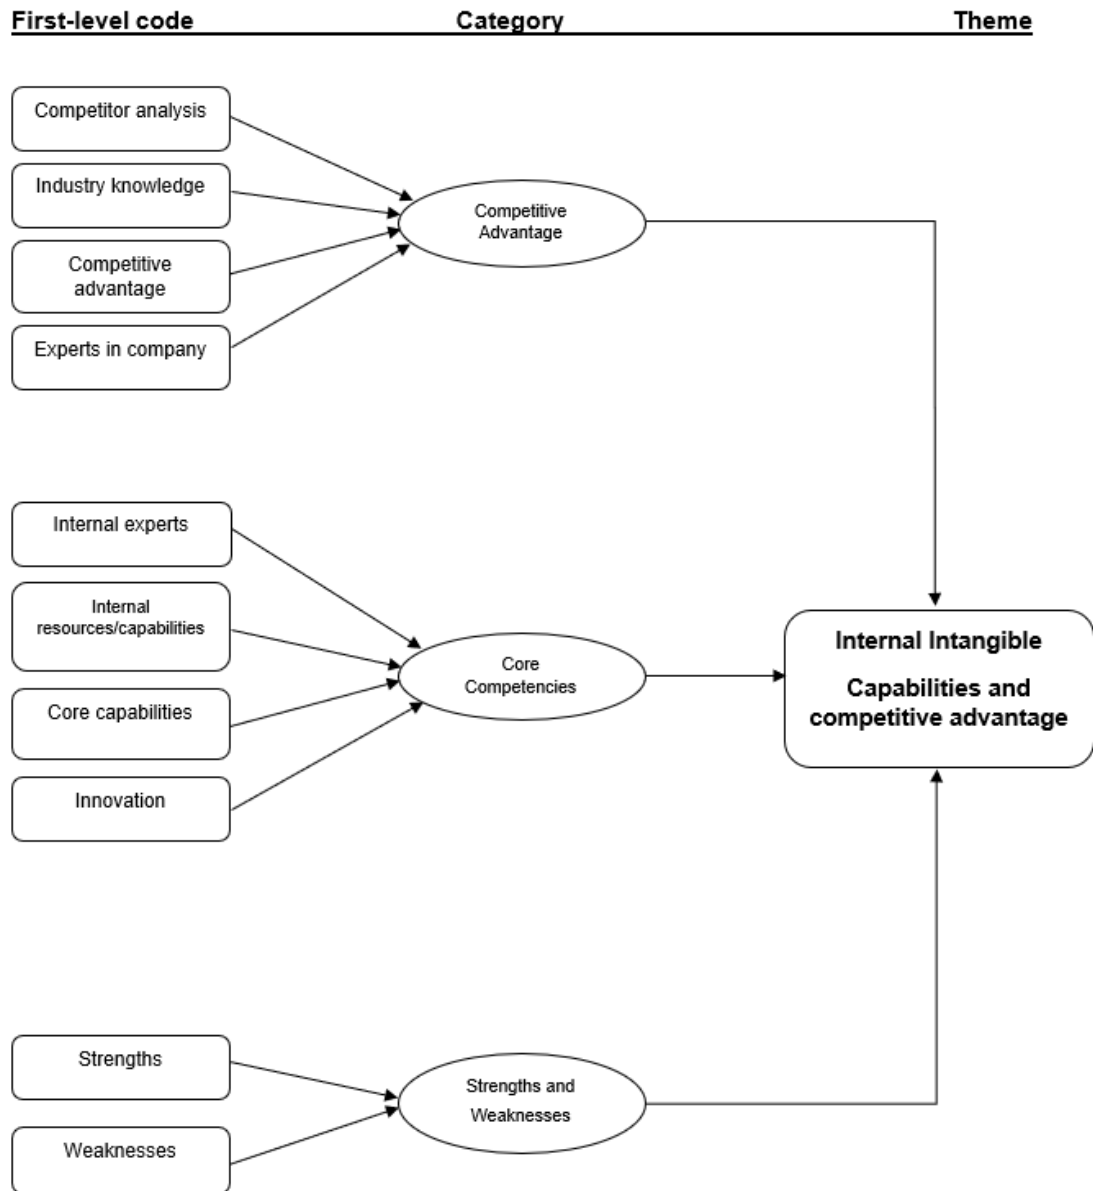 First-level code Category Theme
Competitor analysis
Industry knowledge
Competitive
advantage
Experts in company
Competitive
Advantage
Internal experts
Internal
resources/capabilities
Core capabilities
Innovation
Core
Competencies
Internal Intangible
Capabilities and
competitive advantage
Strengths
Weaknesses
Strengths and
Weaknesses